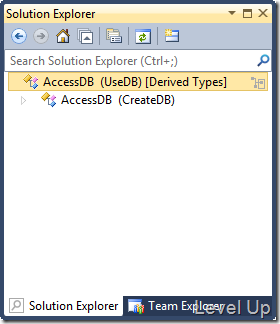 Solution Explorer
Search Solution Explorer (Ctrl+;)
AccessDB (UseDB) [Derived Types]
AccessDB (CreateDB)
Solution Explorer
Team Explorer
Level Up